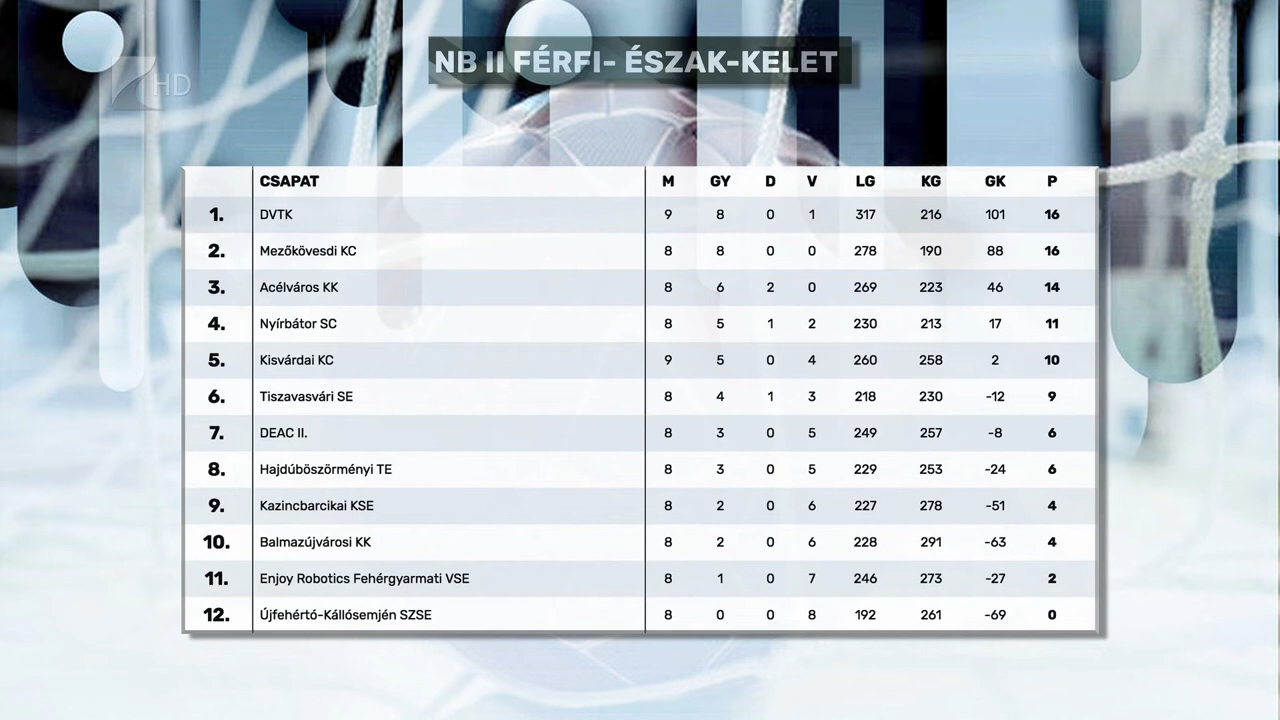 NB II FÉRFI- ÉSZAK-KELET
HD
CSAPAT M GY D V LG KG GK P
1. DVTK 9 8 0 1 317 216 101 16
2. Mezőkövesdi KC 8 8 0 0 278 190 88 16
3. Acélváros KK 8 6 2 0 269 223 46 14
4. Nyírbátor SC 8 5 1 2 230 213 17 11
5. Kisvárdai KC 9 5 0 4 260 258 2 10
6. Tiszavasvári SE 8 4 1 3 218 230 -12 9
7. DEAC II. 8 3 0 5 249 257 -8 6
8. Hajdúböszörményi TE 8 3 0 5 229 253 -24 6
9. Kazincbarcikai KSE 8 2 0 6 227 278 -51 4
10. Balmazújvárosi KK 8 2 0 6 228 291 -63 4
11. Enjoy Robotics Fehérgyarmati VSE 8 1 0 7 246 273 -27 2
12. Újfehértó-Kállósemjén SZSE 8 0 0 8 192 261 -69 0